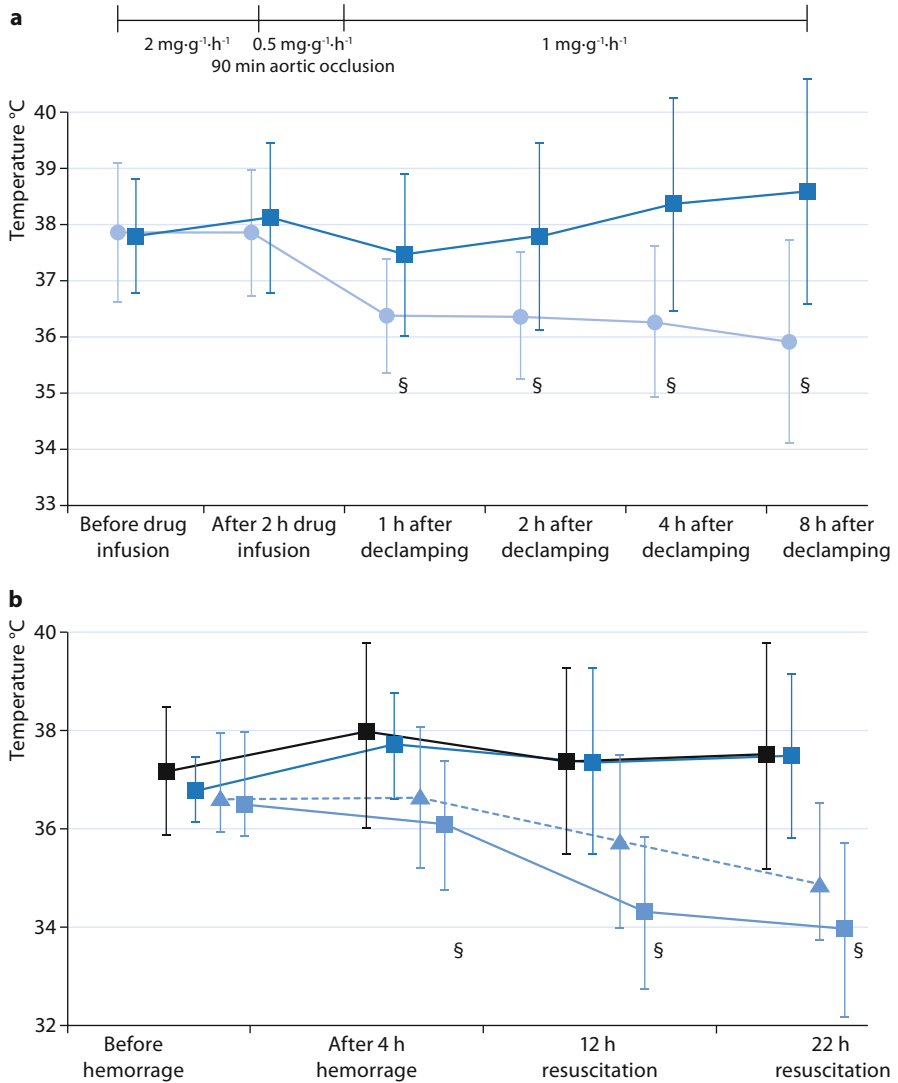 a
2 mg·g⁻¹·h⁻¹ 0.5 mg·g⁻¹·h⁻¹ 1 mg·g⁻¹·h⁻¹
90 min aortic occlusion
Temperature °C
40
39
38
37
36
35
34
33
§ § § §
Before drug infusion
After 2 h drug infusion
1 h after declamping
2 h after declamping
4 h after declamping
8 h after declamping
b
Temperature °C
40
38
36
34
32
§ § §
Before hemorrage
After 4 h hemorrage
12 h resuscitation
22 h resuscitation